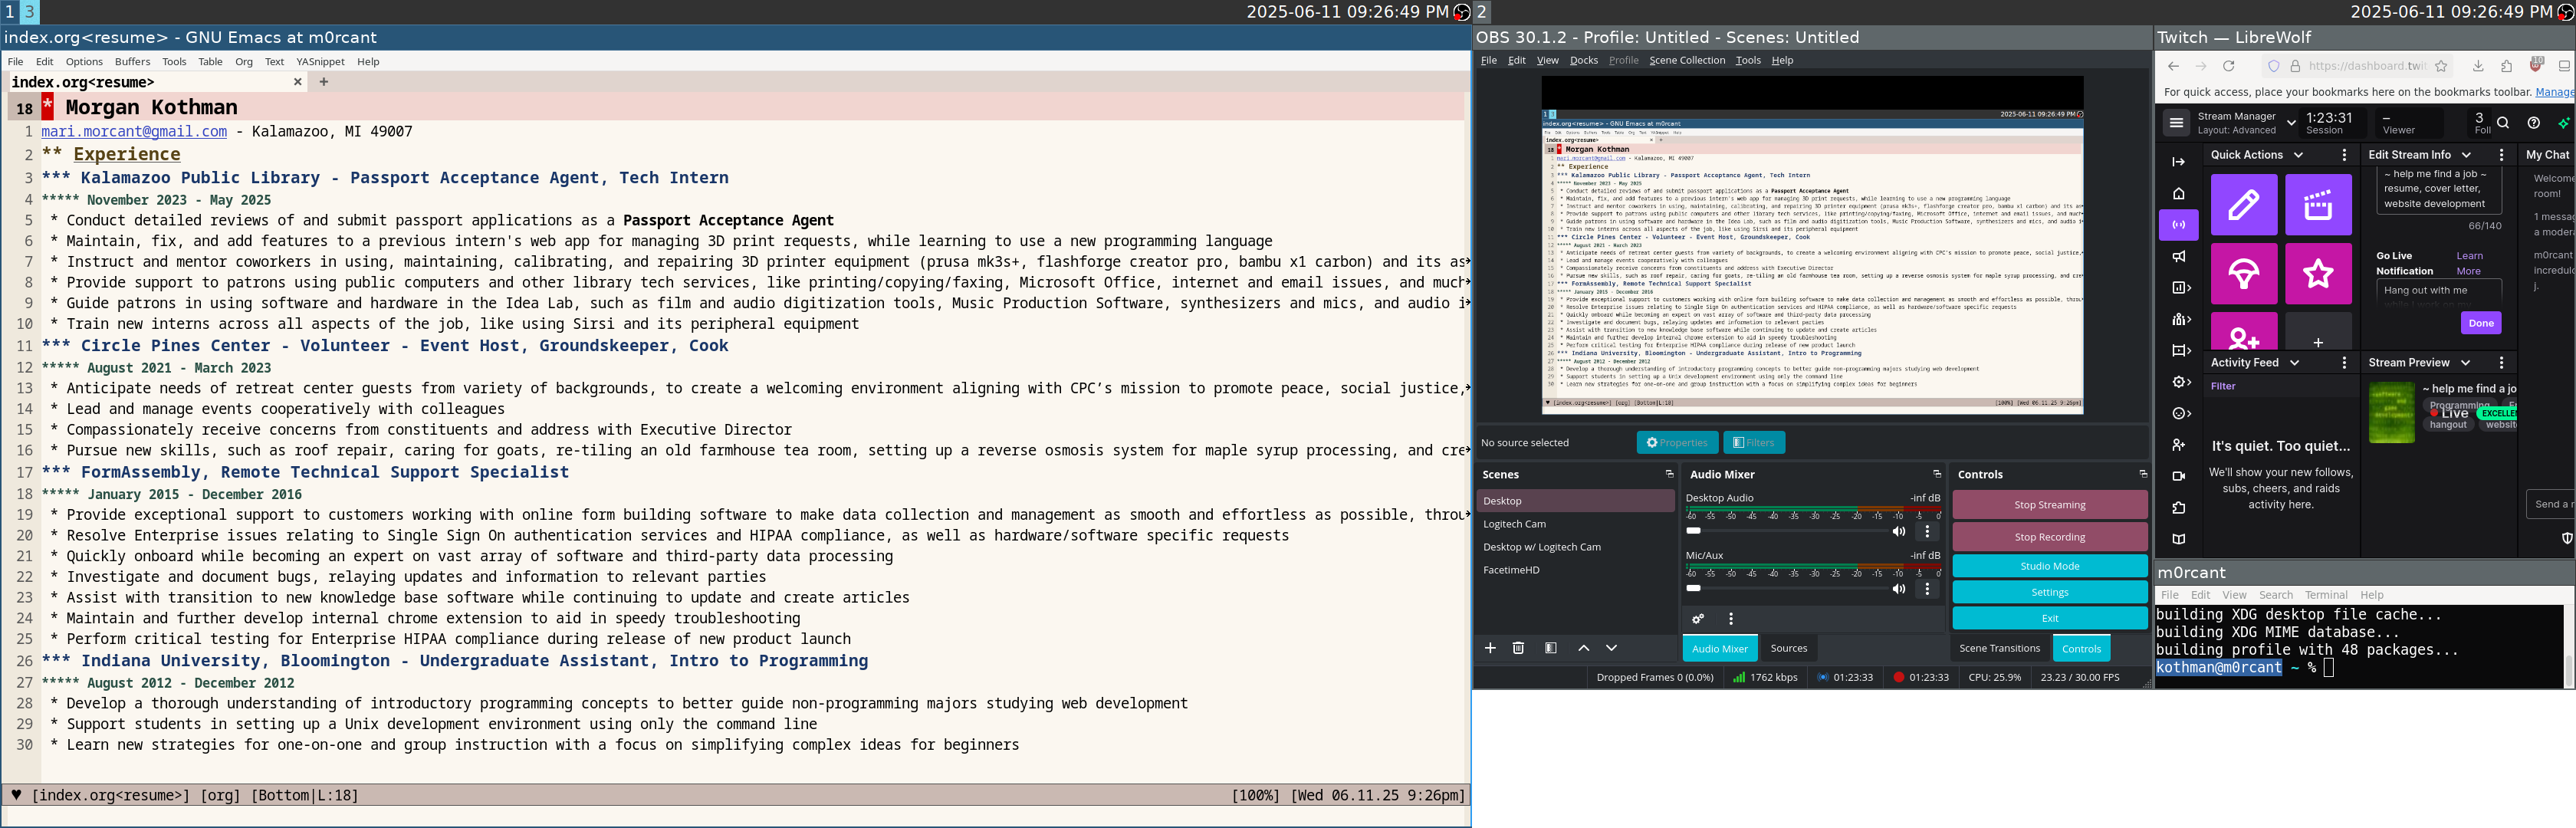 1 3
2025-06-11 09:26:49 PM
index.org<resume> - GNU Emacs at m0rcant
File Edit Options Buffers Tools Table Org Text YASnippet Help
index.org<resume> × +
18 * Morgan Kothman
1 mari.morcant@gmail.com - Kalamazoo, MI 49007
2 ** Experience
3 *** Kalamazoo Public Library - Passport Acceptance Agent, Tech Intern
4 ***** November 2023 - May 2025
5 * Conduct detailed reviews of and submit passport applications as a Passport Acceptance Agent
6 * Maintain, fix, and add features to a previous intern's web app for managing 3D print requests, while learning to use a new programming language
7 * Instruct and mentor coworkers in using, maintaining, calibrating, and repairing 3D printer equipment (prusa mk3s+, flashforge creator pro, bambu x1 carbon) and its as
8 * Provide support to patrons using public computers and other library tech services, like printing/copying/faxing, Microsoft Office, internet and email issues, and much
9 * Guide patrons in using software and hardware in the Idea Lab, such as film and audio digitization tools, Music Production Software, synthesizers and mics, and audio i
10 * Train new interns across all aspects of the job, like using Sirsi and its peripheral equipment
11 *** Circle Pines Center - Volunteer - Event Host, Groundskeeper, Cook
12 ***** August 2021 - March 2023
13 * Anticipate needs of retreat center guests from variety of backgrounds, to create a welcoming environment aligning with CPC’s mission to promote peace, social justice,
14 * Lead and manage events cooperatively with colleagues
15 * Compassionately receive concerns from constituents and address with Executive Director
16 * Pursue new skills, such as roof repair, caring for goats, re-tiling an old farmhouse tea room, setting up a reverse osmosis system for maple syrup processing, and cre
17 *** FormAssembly, Remote Technical Support Specialist
18 ***** January 2015 - December 2016
19 * Provide exceptional support to customers working with online form building software to make data collection and management as smooth and effortless as possible, throu
20 * Resolve Enterprise issues relating to Single Sign On authentication services and HIPAA compliance, as well as hardware/software specific requests
21 * Quickly onboard while becoming an expert on vast array of software and third-party data processing
22 * Investigate and document bugs, relaying updates and information to relevant parties
23 * Assist with transition to new knowledge base software while continuing to update and create articles
24 * Maintain and further develop internal chrome extension to aid in speedy troubleshooting
25 * Perform critical testing for Enterprise HIPAA compliance during release of new product launch
26 *** Indiana University, Bloomington - Undergraduate Assistant, Intro to Programming
27 ***** August 2012 - December 2012
28 * Develop a thorough understanding of introductory programming concepts to better guide non-programming majors studying web development
29 * Support students in setting up a Unix development environment using only the command line
30 * Learn new strategies for one-on-one and group instruction with a focus on simplifying complex ideas for beginners
♥ [index.org<resume>] [org] [Bottom|L:18] [100%] [Wed 06.11.25 9:26pm]
2
2025-06-11 09:26:49 PM
OBS 30.1.2 - Profile: Untitled - Scenes: Untitled
File Edit View Docks Profile Scene Collection Tools Help
No source selected Properties Filters
Scenes
Desktop
Logitech Cam
Desktop w/ Logitech Cam
FacetimeHD
Audio Mixer
Desktop Audio -inf dB
-60 -55 -50 -45 -40 -35 -30 -25 -20 -15 -10 -5 0
Mic/Aux -inf dB
-60 -55 -50 -45 -40 -35 -30 -25 -20 -15 -10 -5 0
Audio Mixer Sources
Controls
Stop Streaming
Stop Recording
Studio Mode
Settings
Exit
Scene Transitions Controls
Dropped Frames 0 (0.0%) 1762 kbps 01:23:33 01:23:33 CPU: 25.9% 23.23 / 30.00 FPS
Twitch — LibreWolf
https://dashboard.twi
10
For quick access, place your bookmarks here on the bookmarks toolbar. Manage
Stream Manager
Layout: Advanced
1:23:31
Session
–
Viewer
3
Foll
Quick Actions
Edit Stream Info
~ help me find a job ~
resume, cover letter,
website development
66/140
Go Live
Notification
Learn
More
Hang out with me
Done
My Chat
Welcome
room!
1 messa
a modera
m0rcant
increduld
j.
Send a r
Activity Feed
Filter
It's quiet. Too quiet...
We'll show your new follows,
subs, cheers, and raids
activity here.
Stream Preview
~ help me find a jo
Programming
Live EXCELLEN
hangout website
m0rcant
File Edit View Search Terminal Help
building XDG desktop file cache...
building XDG MIME database...
building profile with 48 packages...
kothman@m0rcant ~ %